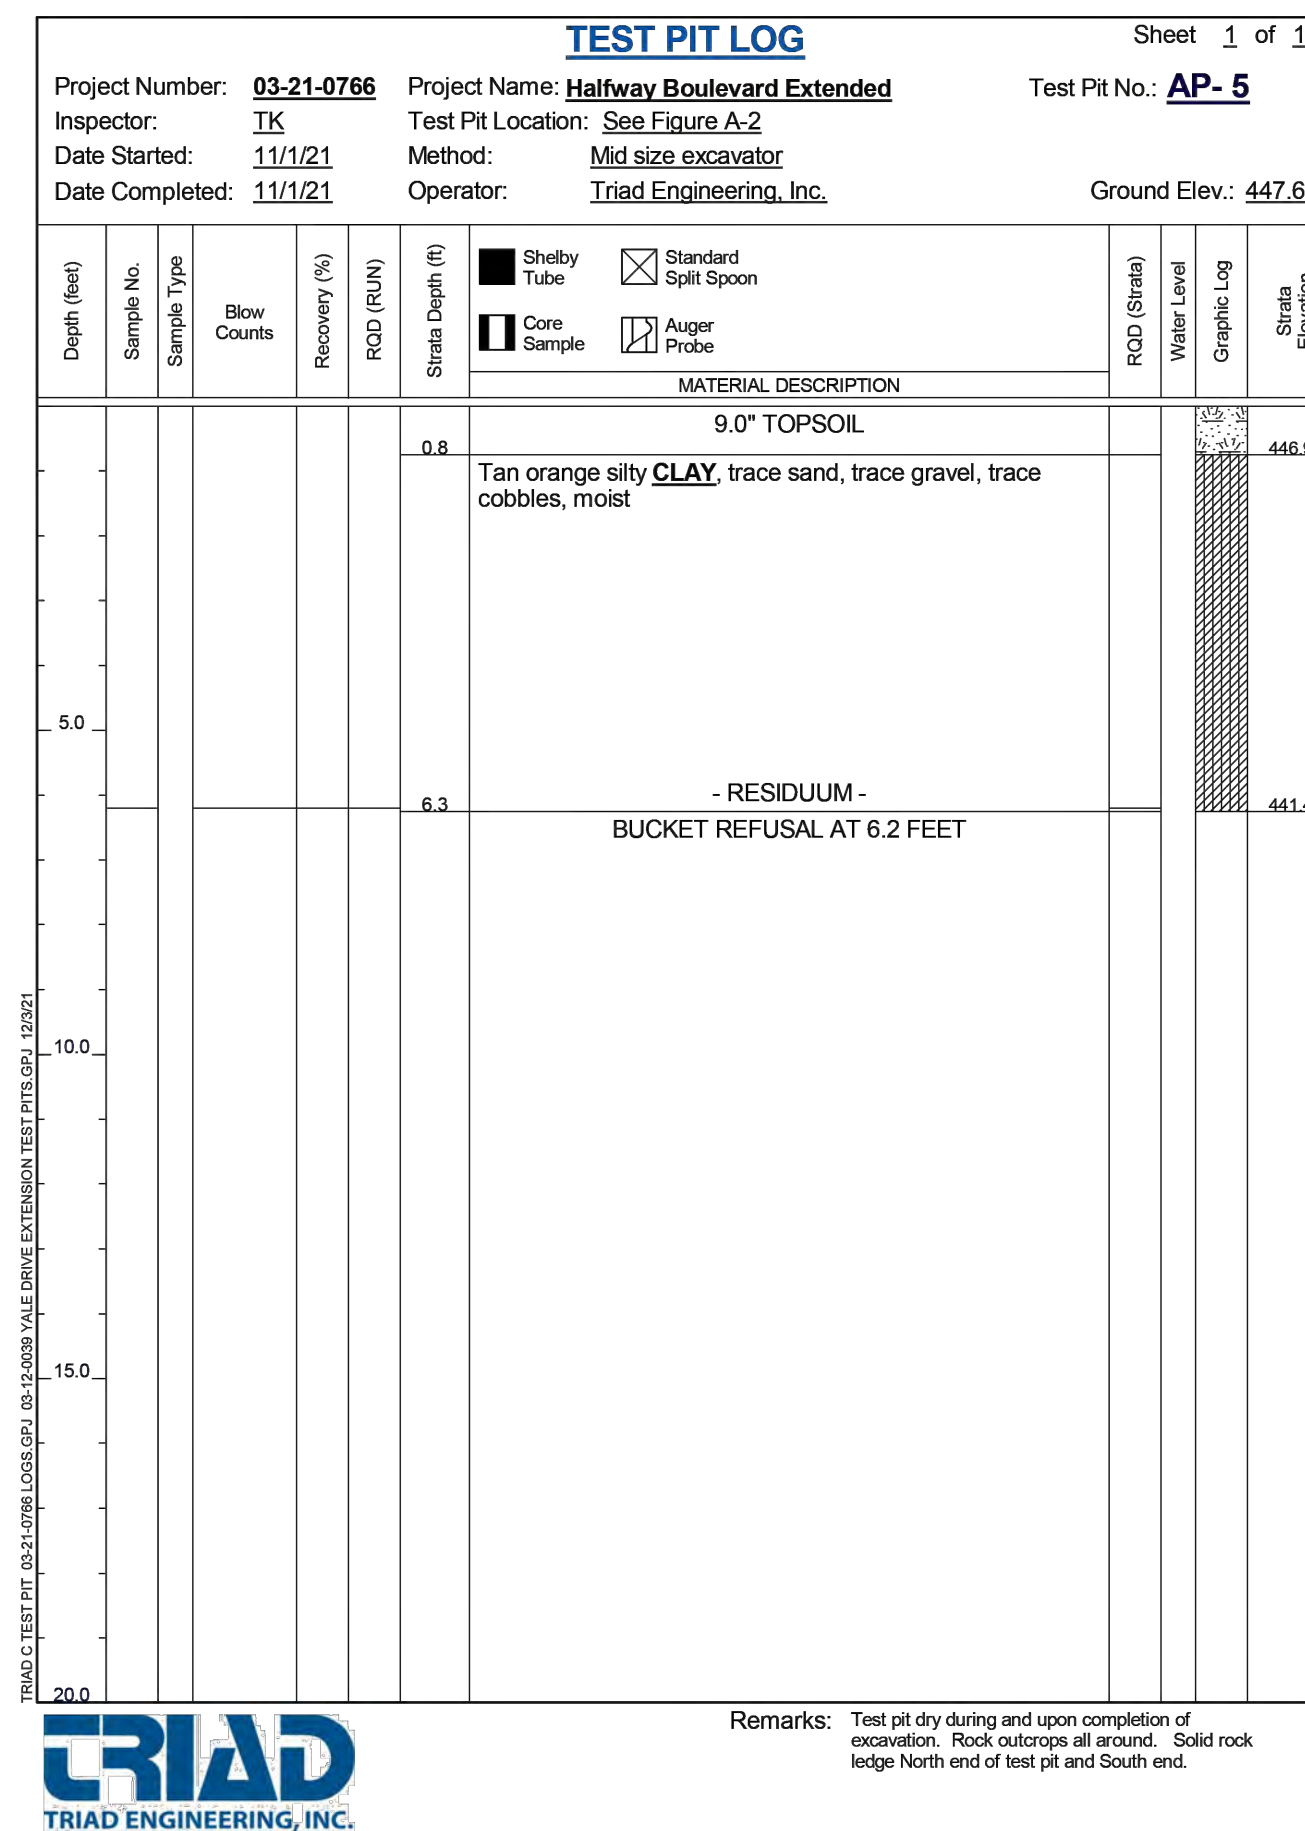 TEST PIT LOG
Sheet 1 of 1
Project Number: 03-21-0766 Project Name: Halfway Boulevard Extended Test Pit No.: AP- 5
Inspector: TK Test Pit Location: See Figure A-2
Date Started: 11/1/21 Method: Mid size excavator
Date Completed: 11/1/21 Operator: Triad Engineering, Inc. Ground Elev.: 447.6
Depth (feet)
Sample No.
Sample Type
Blow
Counts
Recovery (%)
RQD (RUN)
Strata Depth (ft)
Shelby
Tube
Standard
Split Spoon
Core
Sample
Auger
Probe
MATERIAL DESCRIPTION
RQD (Strata)
Water Level
Graphic Log
Strata
9.0" TOPSOIL
0.8 446.9
Tan orange silty CLAY, trace sand, trace gravel, trace
cobbles, moist
5.0
- RESIDUUM -
6.3 441.4
BUCKET REFUSAL AT 6.2 FEET
10.0
15.0
20.0
TRIAD C TEST PIT 03-21-0766 LOGS.GPJ 03-12-0039 YALE DRIVE EXTENSION TEST PITS.GPJ 12/3/21
TRIAD
TRIAD ENGINEERING, INC.
Remarks: Test pit dry during and upon completion of
excavation. Rock outcrops all around. Solid rock
ledge North end of test pit and South end.